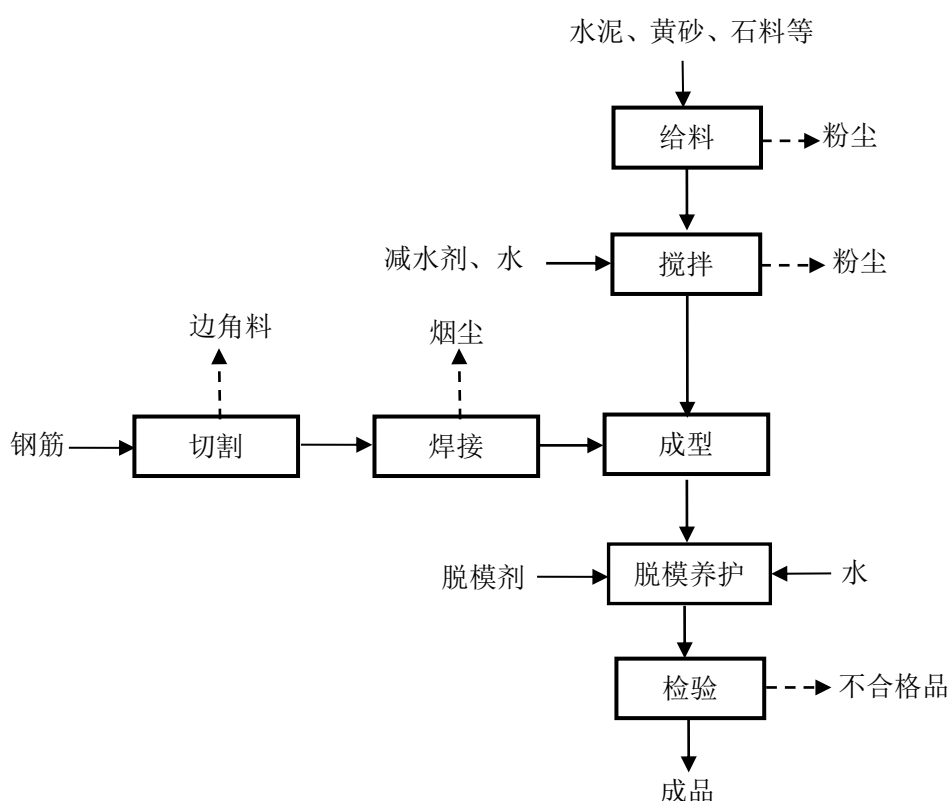 水泥、黄砂、石料等
给料
粉尘
减水剂、水
搅拌
粉尘
边角料
烟尘
钢筋
切割
焊接
成型
脱模剂
脱模养护
水
检验
不合格品
成品